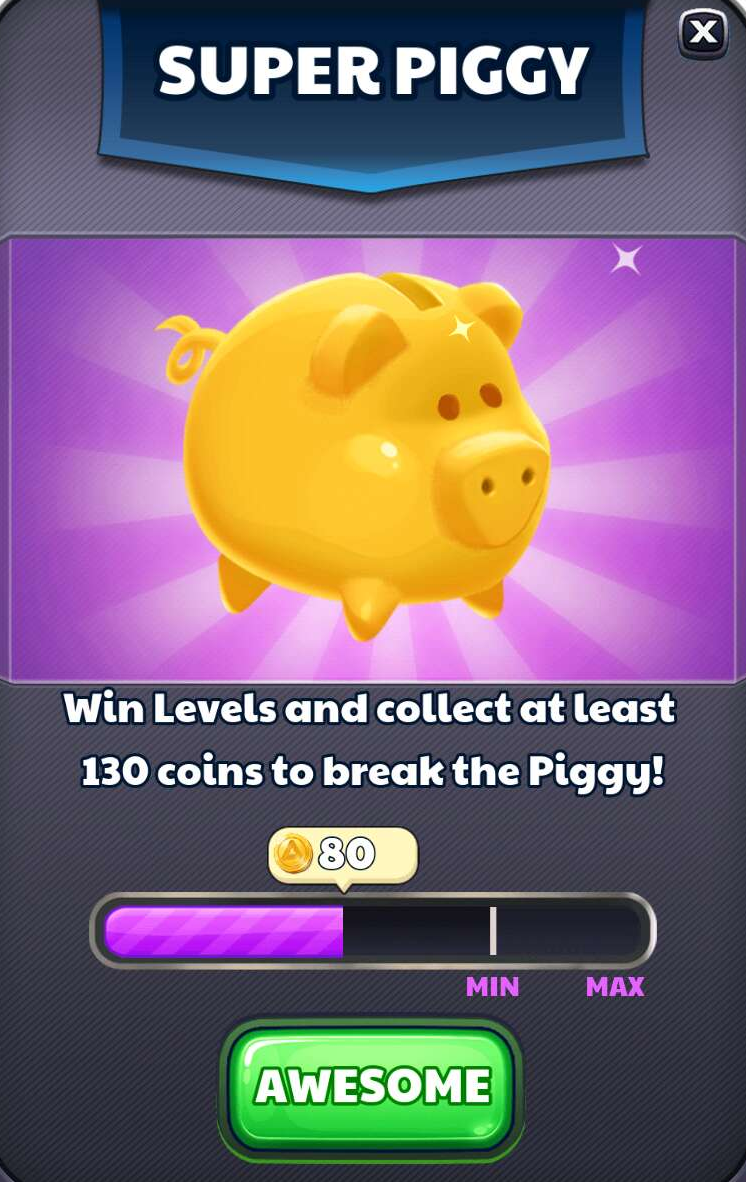 SUPER PIGGY
X
Win Levels and collect at least
130 coins to break the Piggy!
80
MIN MAX
AWESOME